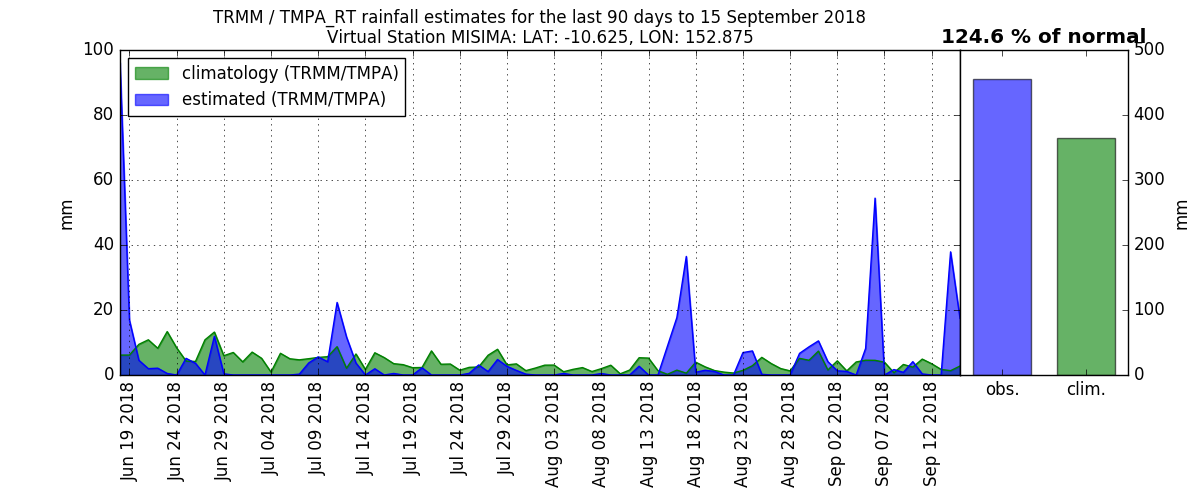 TRMM / TMPA_RT rainfall estimates for the last 90 days to 15 September 2018
Virtual Station MISIMA: LAT: -10.625, LON: 152.875
124.6 % of normal
climatology (TRMM/TMPA)
estimated (TRMM/TMPA)
100
80
60
40
20
0
mm
500
400
300
200
100
0
mm
Jun 19 2018
Jun 24 2018
Jun 29 2018
Jul 04 2018
Jul 09 2018
Jul 14 2018
Jul 19 2018
Jul 24 2018
Jul 29 2018
Aug 03 2018
Aug 08 2018
Aug 13 2018
Aug 18 2018
Aug 23 2018
Aug 28 2018
Sep 02 2018
Sep 07 2018
Sep 12 2018
obs.
clim.